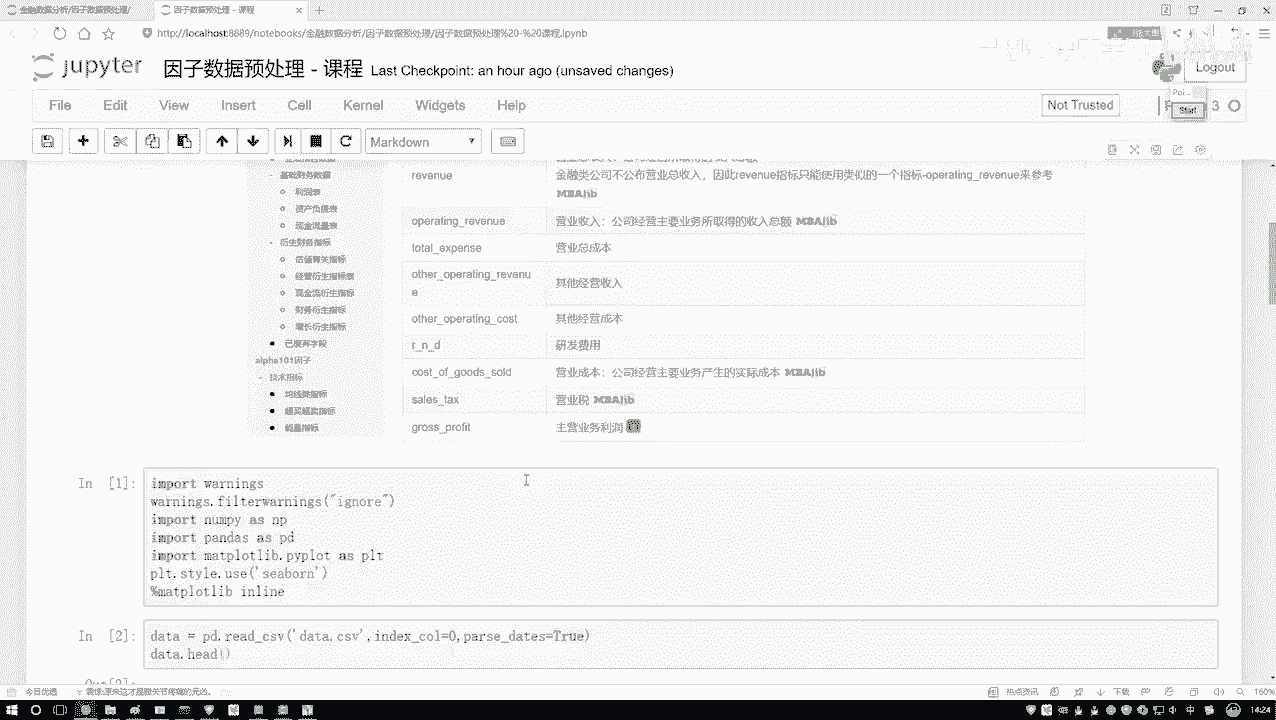 金融数据分析/因子数据预处理/
因子数据预处理 - 课程
http://localhost:8889/notebooks/金融数据分析/因子数据预处理/因子数据预处理%20-%20课程.ipynb
jupyter
因子数据预处理 - 课程
Last Checkpoint: an hour ago (unsaved changes)
Logout
File Edit View Insert Cell Kernel Widgets Help
Not Trusted
3
Start
Markdown
基础财务数据
利润表
资产负债表
现金流量表
衍生财务指标
估值有关指标
经营衍生指标表
现金流衍生指标
财务衍生指标
增长衍生指标
已废弃字段
alpha101因子
技术指标
均线类指标
超买超卖指标
能量指标
revenue
金融类公司不公布营业总收入，因此revenue指标只能使用类似的一个指标-operating_revenue来参考
MBAlib
operating_revenue 营业收入：公司经营主要业务所取得的收入总额 MBAlib
total_expense 营业总成本
other_operating_revenu
e
其他经营收入
other_operating_cost 其他经营成本
r_n_d 研发费用
cost_of_goods_sold 营业成本：公司经营主要业务产生的实际成本 MBAlib
sales_tax 营业税 MBAlib
gross_profit 主营业务利润
In [1]:
import warnings
warnings.filterwarnings("ignore")
import numpy as np
import pandas as pd
import matplotlib.pyplot as plt
plt.style.use('seaborn')
%matplotlib inline
In [2]:
data = pd.read_csv('data.csv',index_col=0,parse_dates=True)
data.head()
今日优选
热点资讯
下载
160%
中
14:24